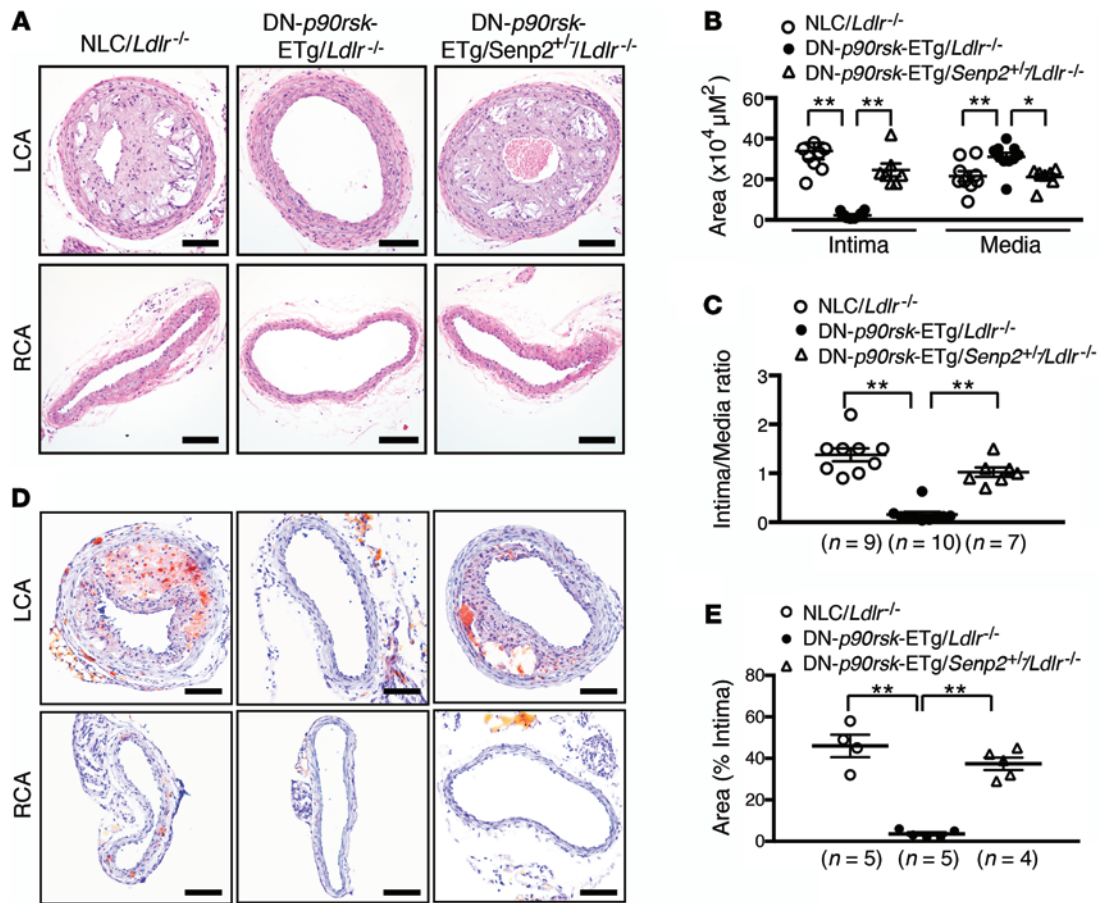 A
NLC/Ldlr⁻/⁻
DN-p90rsk-
ETg/Ldlr⁻/⁻
DN-p90rsk-
ETg/Senp2⁺/⁻/Ldlr⁻/⁻
LCA
RCA
B
NLC/Ldlr⁻/⁻
DN-p90rsk-ETg/Ldlr⁻/⁻
DN-p90rsk-ETg/Senp2⁺/⁻/Ldlr⁻/⁻
Area (x10⁴ µM²)
60
40
20
0
** ** ** *
Intima Media
C
NLC/Ldlr⁻/⁻
DN-p90rsk-ETg/Ldlr⁻/⁻
DN-p90rsk-ETg/Senp2⁺/⁻/Ldlr⁻/⁻
Intima/Media ratio
3
2
1
0
** **
(n = 9) (n = 10) (n = 7)
D
LCA
RCA
E
NLC/Ldlr⁻/⁻
DN-p90rsk-ETg/Ldlr⁻/⁻
DN-p90rsk-ETg/Senp2⁺/⁻/Ldlr⁻/⁻
Area (% Intima)
80
60
40
20
0
** **
(n = 5) (n = 5) (n = 4)